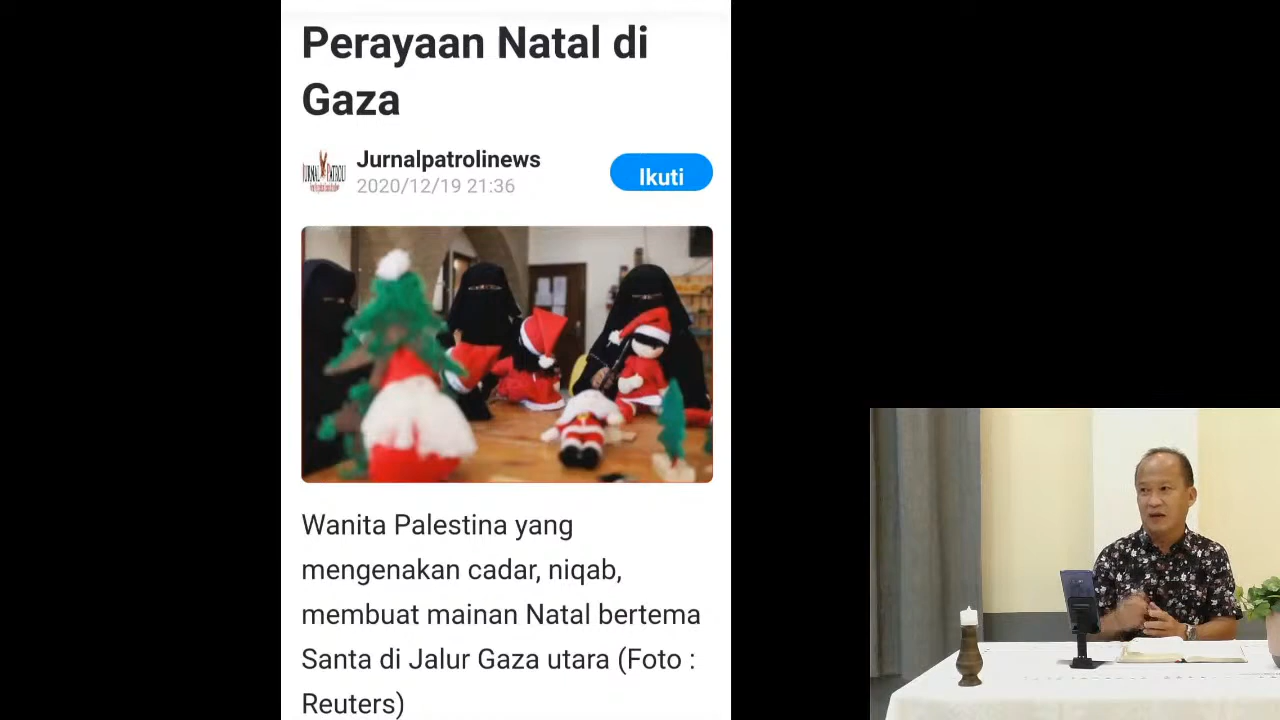 Perayaan Natal di
Gaza
Jurnalpatrolinews
2020/12/19 21:36
Ikuti
Wanita Palestina yang
mengenakan cadar, niqab,
membuat mainan Natal bertema
Santa di Jalur Gaza utara (Foto :
Reuters)